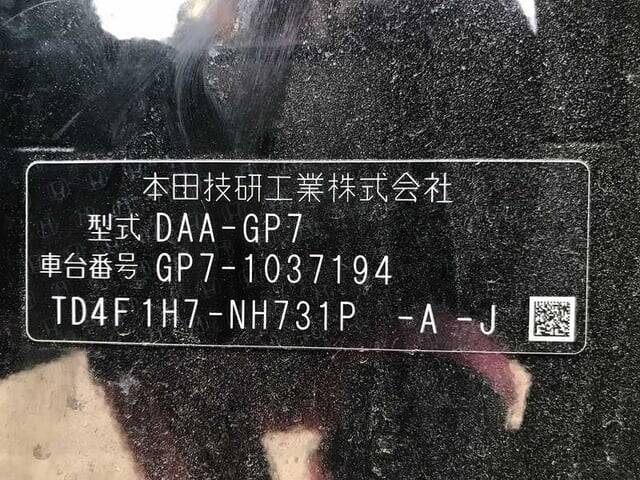 本田技研工業株式会社
型式 DAA-GP7
車台番号 GP7-1037194
TD4F1H7-NH731P -A -J